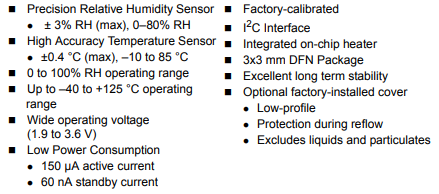 ■ Precision Relative Humidity Sensor
● ± 3% RH (max), 0–80% RH
■ High Accuracy Temperature Sensor
● ±0.4 °C (max), –10 to 85 °C
■ 0 to 100% RH operating range
■ Up to –40 to +125 °C operating
range
■ Wide operating voltage
(1.9 to 3.6 V)
■ Low Power Consumption
● 150 µA active current
● 60 nA standby current
■ Factory-calibrated
■ I²C Interface
■ Integrated on-chip heater
■ 3x3 mm DFN Package
■ Excellent long term stability
■ Optional factory-installed cover
● Low-profile
● Protection during reflow
● Excludes liquids and particulates